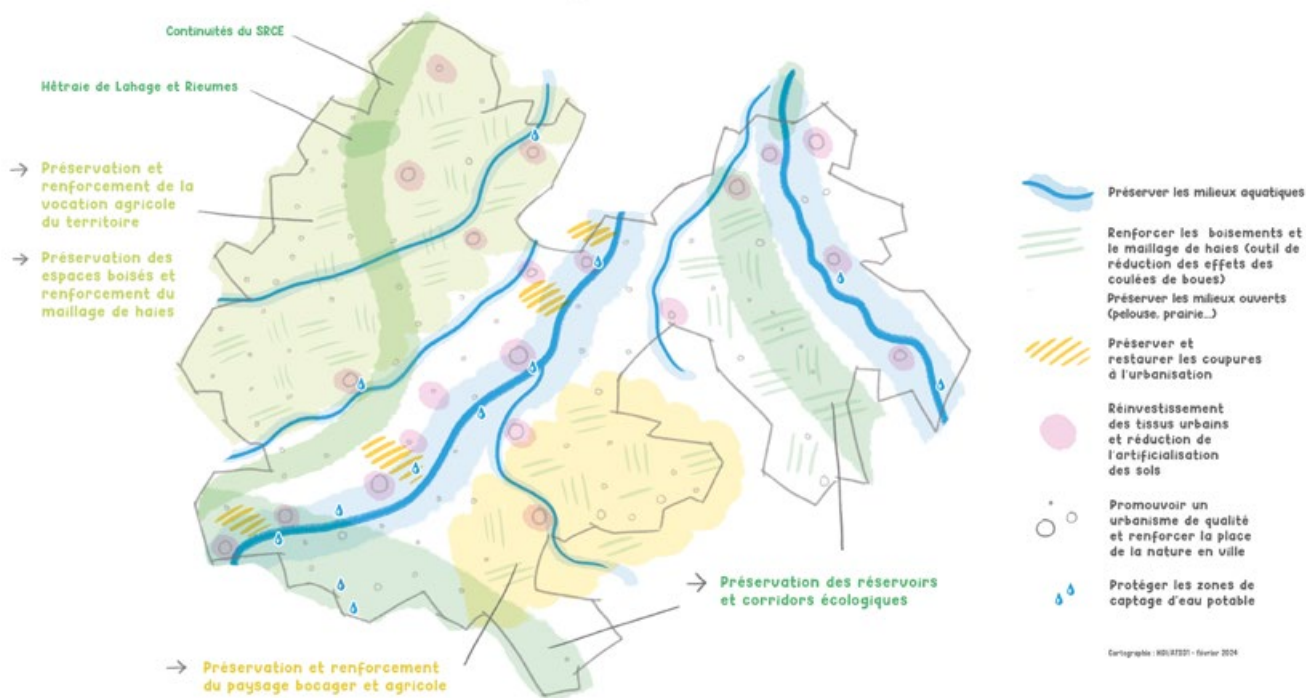 Continuités du SRCE
Hêtraie de Lahage et Rieumes
→ Préservation et
renforcement de la
vocation agricole
du territoire
→ Préservation des
espaces boisés et
renforcement du
maillage de haies
→ Préservation et renforcement
du paysage bocager et agricole
→ Préservation des réservoirs
et corridors écologiques
Préserver les milieux aquatiques
Renforcer les boisements et
le maillage de haies (outil de
réduction des effets des
coulées de boues)
Préserver les milieux ouverts
(pelouse, prairie...)
Préserver et
restaurer les coupures
à l'urbanisation
Réinvestissement
des tissus urbains
et réduction de
l'artificialisation
des sols
Promouvoir un
urbanisme de qualité
et renforcer la place
de la nature en ville
Protéger les zones de
captage d'eau potable
Cartographie : - février 2024